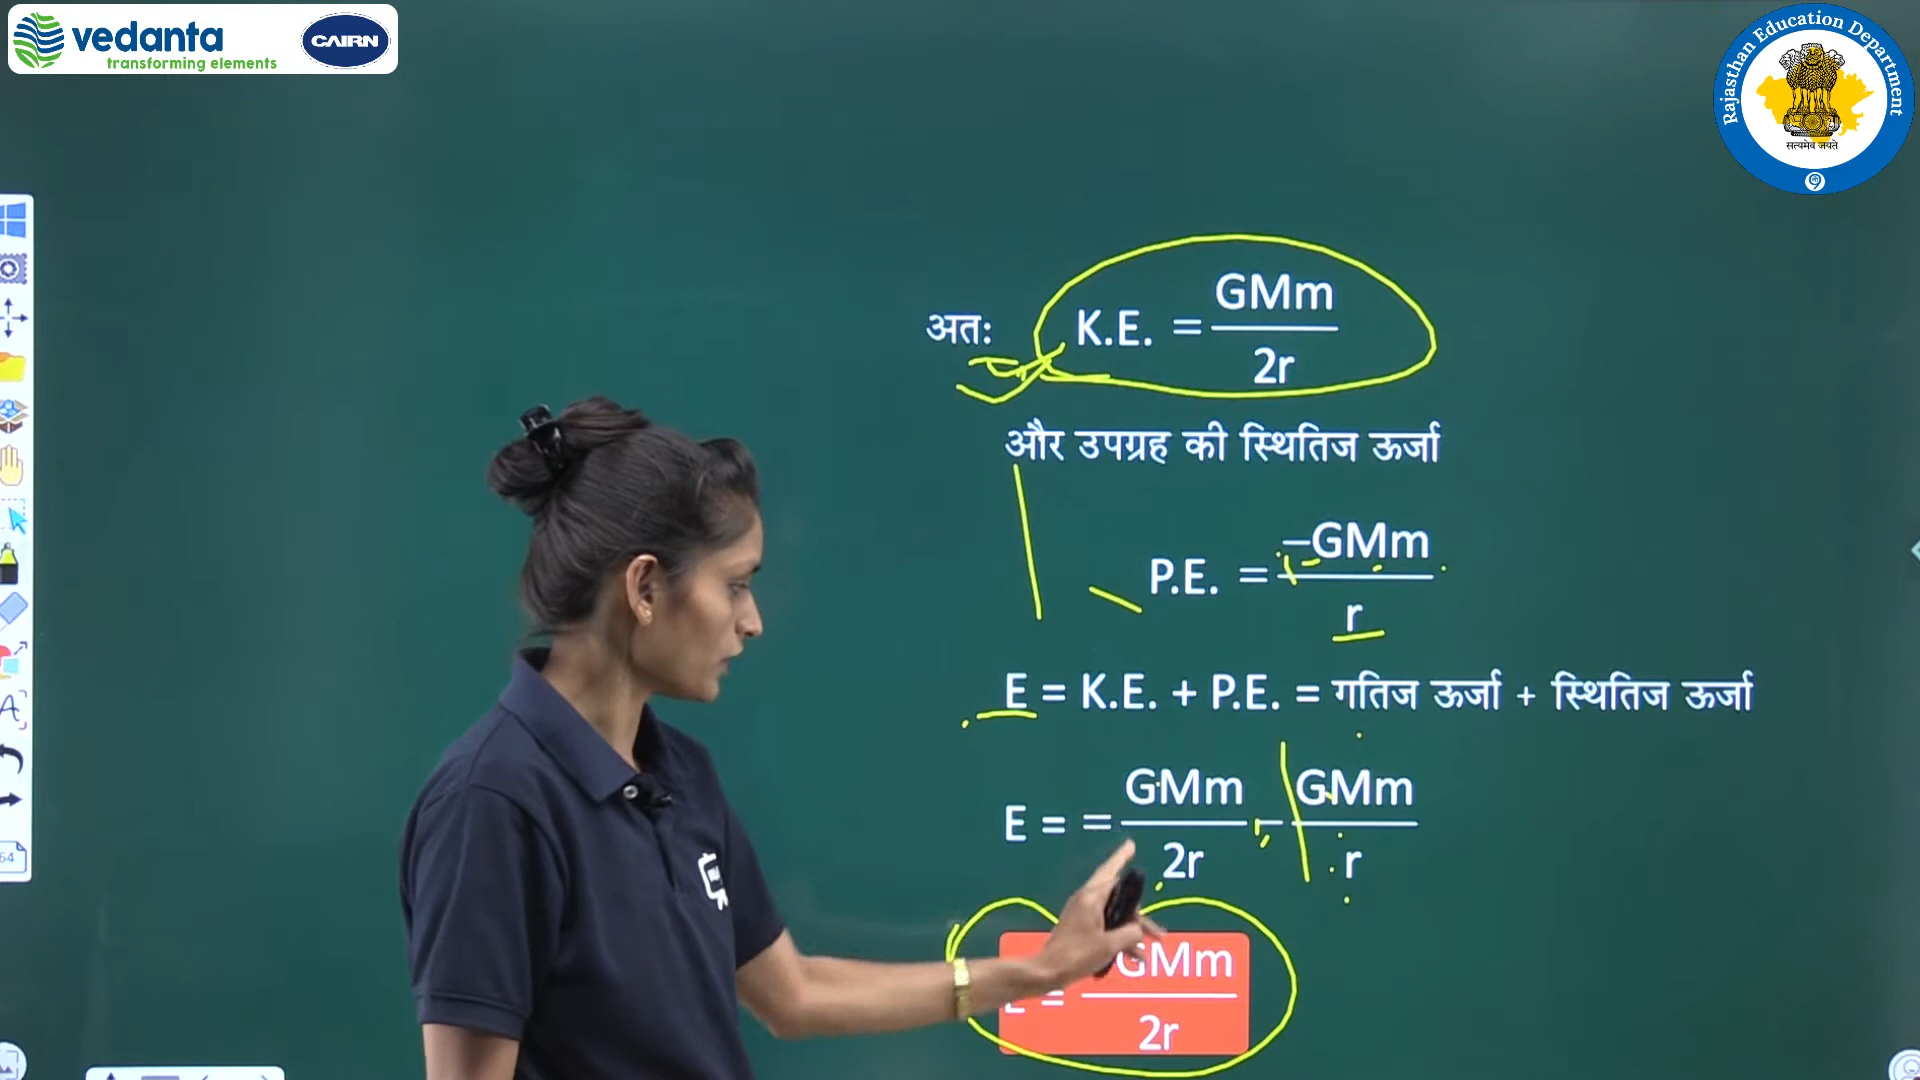 vedanta
transforming elements
CAIRN
Rajasthan Education Department
सत्यमेव जयते
अतः K.E. = GMm / 2r
और उपग्रह की स्थितिज ऊर्जा
P.E. = –GMm / r
E = K.E. + P.E. = गतिज ऊर्जा + स्थितिज ऊर्जा
E = = GMm / 2r – GMm / r
= GMm / 2r
64